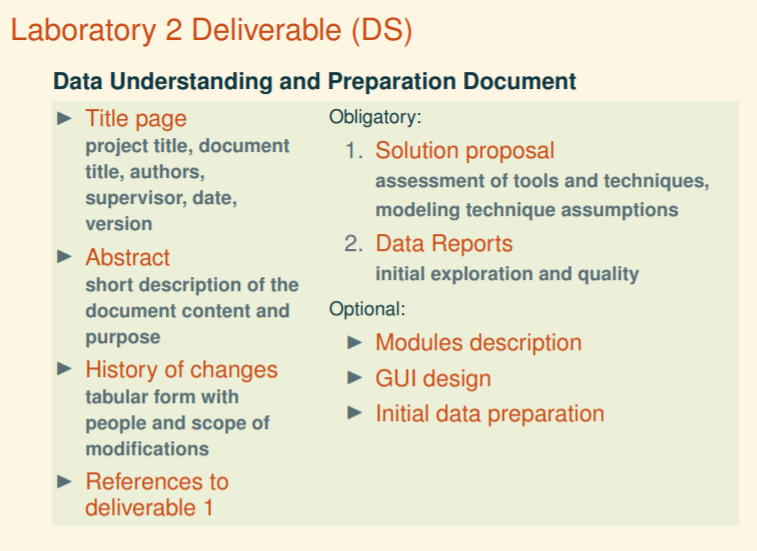 Laboratory 2 Deliverable (DS)
Data Understanding and Preparation Document
► Title page
project title, document
title, authors,
supervisor, date,
version
► Abstract
short description of the
document content and
purpose
► History of changes
tabular form with
people and scope of
modifications
► References to
deliverable 1
Obligatory:
1. Solution proposal
assessment of tools and techniques,
modeling technique assumptions
2. Data Reports
initial exploration and quality
Optional:
► Modules description
► GUI design
► Initial data preparation